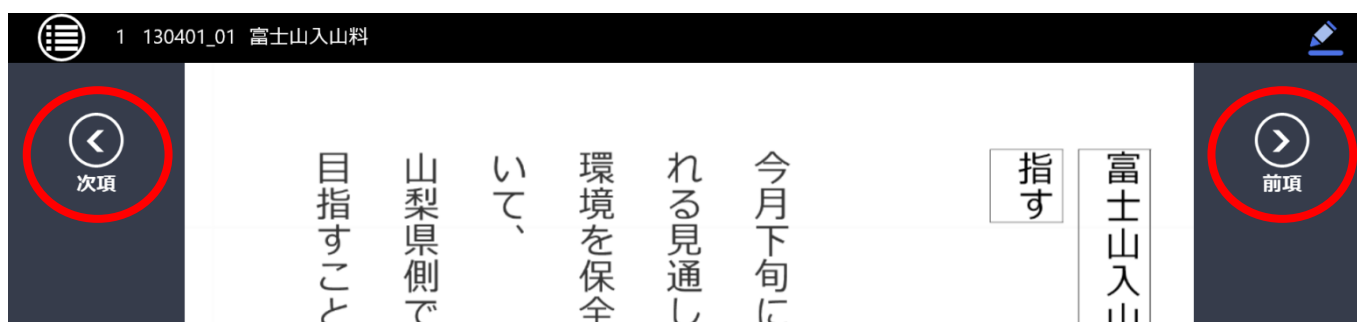 1 130401_01 富士山入山料
次項
前項
富士山入山
指す
今月下旬に
れる見通し
環境を保全
いて、
山梨県側で
目指すこと